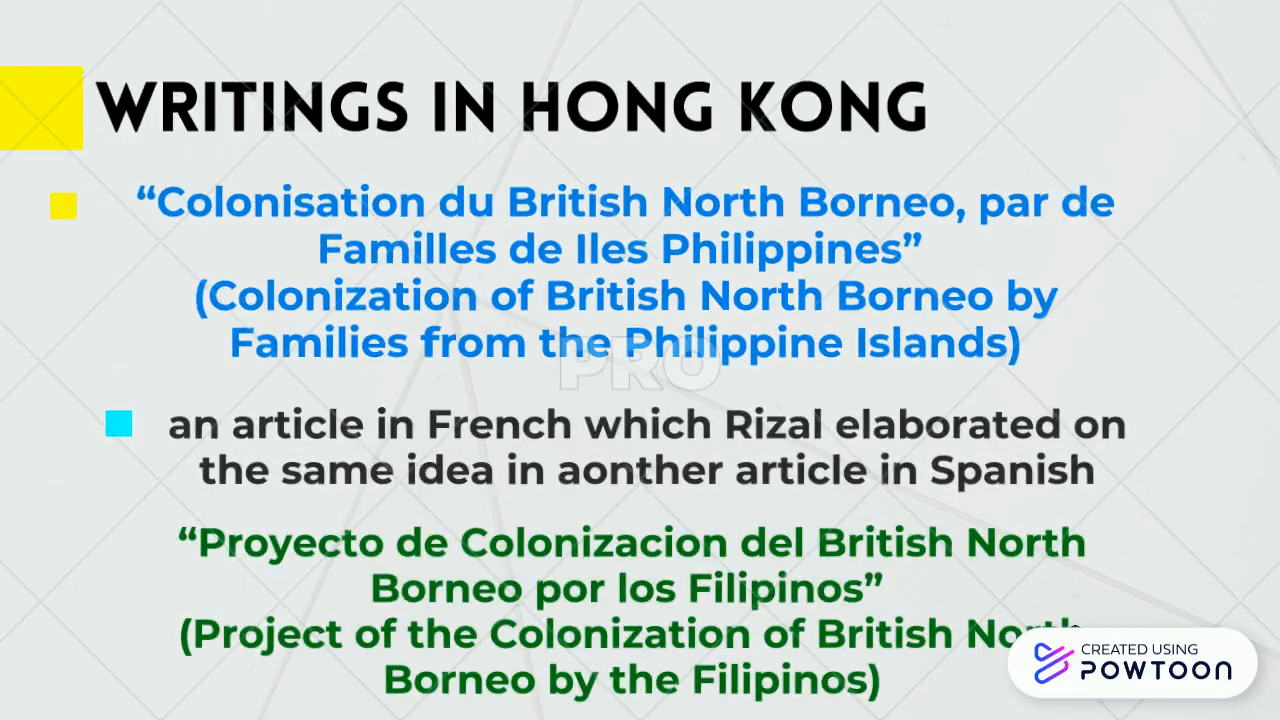 WRITINGS IN HONG KONG
“Colonisation du British North Borneo, par de
Familles de Iles Philippines”
(Colonization of British North Borneo by
Families from the Philippine Islands)
PRO
an article in French which Rizal elaborated on
the same idea in aonther article in Spanish
“Proyecto de Colonizacion del British North
Borneo por los Filipinos”
(Project of the Colonization of British North
Borneo by the Filipinos)
CREATED USING
POWTOON